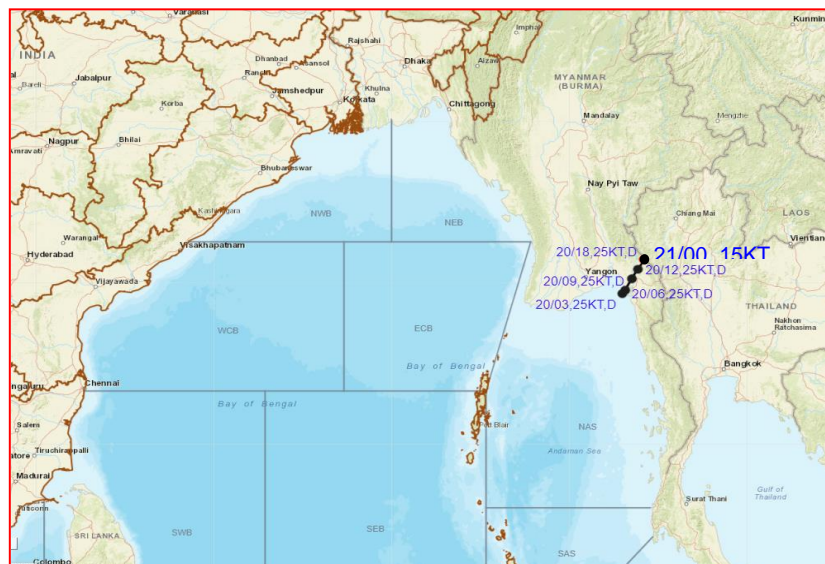 Varanasi
Imphal
Kunming
Rajshahi
INDIA
Dhanbad
Asansol
Dhaka
Aizawl
Jabalpur
Ranchi
MYANMAR
(BURMA)
Jamshedpur
Kolkata
Khulna
Korba
Chittagong
Mandalay
Mengzhe
Bhilai
Nagpur
Amravati
Bhubaneswar
Nay Pyi Taw
LAOS
NWB
NEB
Chiang Mai
Warangal
Visakhapatnam
20/18,25KT,D
21/00, 15KT
Vientian
Hyderabad
Yangon
20/12,25KT,D
Vijayawada
20/09,25KT,D
20/06,25KT,D
20/03,25KT,D
THAILAND
WCB
ECB
Nakhon
Ratchasima
Bay of Bengal
Bangkok
Chennai
Bay of Bengal
Salem
Port Blair
NAS
Tiruchirappalli
Andaman Sea
Madurai
Gulf of
Thailand
Surat Thani
Tuticorin
SRI LANKA
SWB
SEB
SAS
Colombo